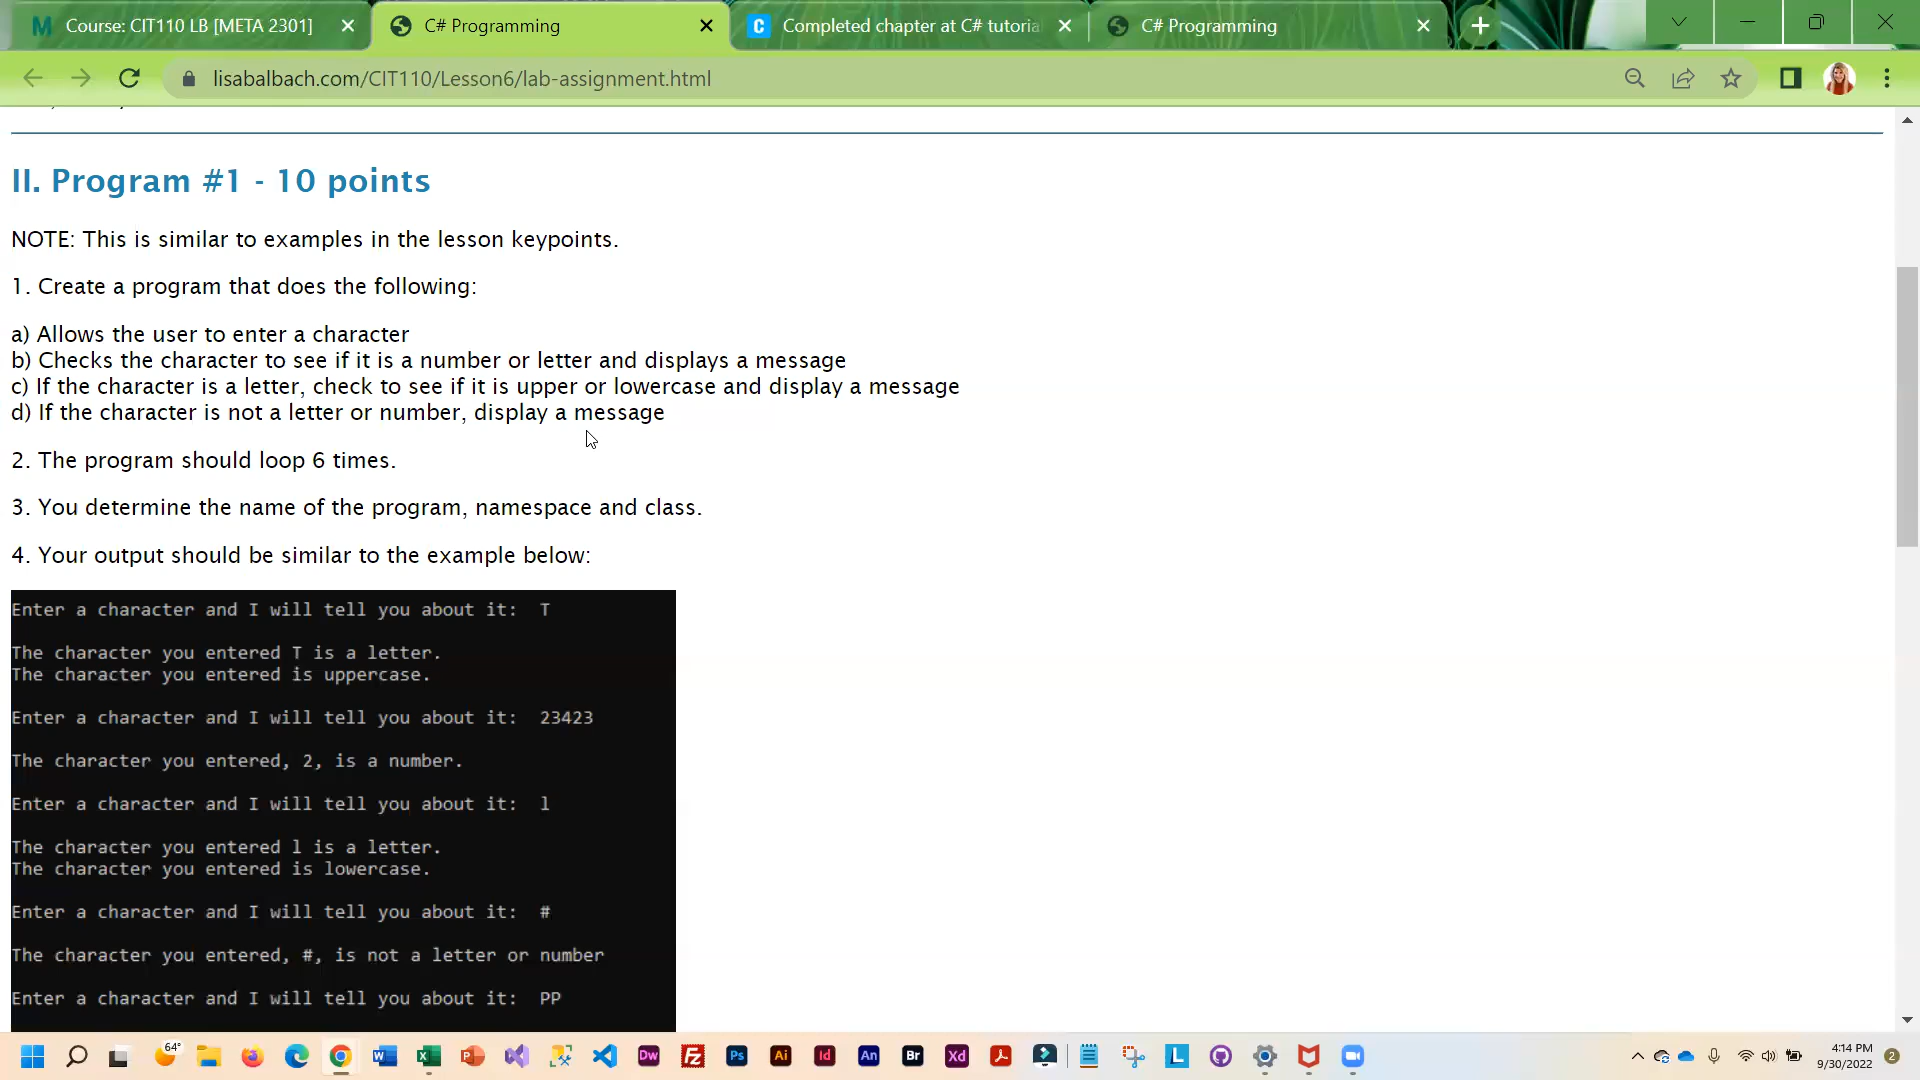 Course: CIT110 LB [META 2301]
C# Programming
Completed chapter at C# tutoria
C# Programming
lisabalbach.com/CIT110/Lesson6/lab-assignment.html
II. Program #1 - 10 points
NOTE: This is similar to examples in the lesson keypoints.
1. Create a program that does the following:
a) Allows the user to enter a character
b) Checks the character to see if it is a number or letter and displays a message
c) If the character is a letter, check to see if it is upper or lowercase and display a message
d) If the character is not a letter or number, display a message
2. The program should loop 6 times.
3. You determine the name of the program, namespace and class.
4. Your output should be similar to the example below:
Enter a character and I will tell you about it: T
The character you entered T is a letter.
The character you entered is uppercase.
Enter a character and I will tell you about it: 23423
The character you entered, 2, is a number.
Enter a character and I will tell you about it: l
The character you entered l is a letter.
The character you entered is lowercase.
Enter a character and I will tell you about it: #
The character you entered, #, is not a letter or number
Enter a character and I will tell you about it: PP
64°
Dw
Fz
Ps
Ai
Id
An
Br
Xd
L
4:14 PM
9/30/2022
2